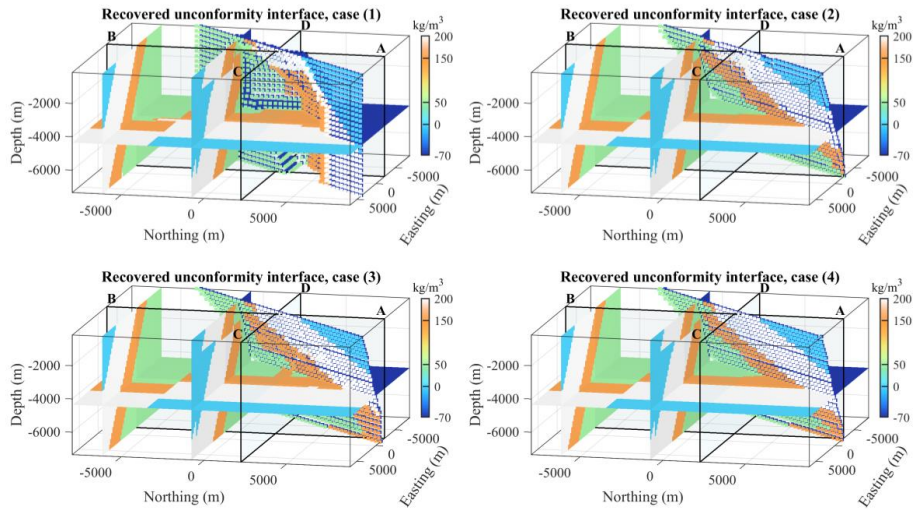 Recovered unconformity interface, case (1)
kg/m³
D
B
A
C
200
150
100
50
0
-70
-2000
-4000
-6000
Depth (m)
-5000
0
5000
Northing (m)
-5000
0
5000
Easting (m)
Recovered unconformity interface, case (2)
kg/m³
D
B
A
C
200
150
100
50
0
-70
-2000
-4000
-6000
Depth (m)
-5000
0
5000
Northing (m)
-5000
0
5000
Easting (m)
Recovered unconformity interface, case (3)
kg/m³
D
B
A
C
200
150
100
50
0
-70
-2000
-4000
-6000
Depth (m)
-5000
0
5000
Northing (m)
-5000
0
5000
Easting (m)
Recovered unconformity interface, case (4)
kg/m³
D
B
A
C
200
150
100
50
0
-70
-2000
-4000
-6000
Depth (m)
-5000
0
5000
Northing (m)
-5000
0
5000
Easting (m)